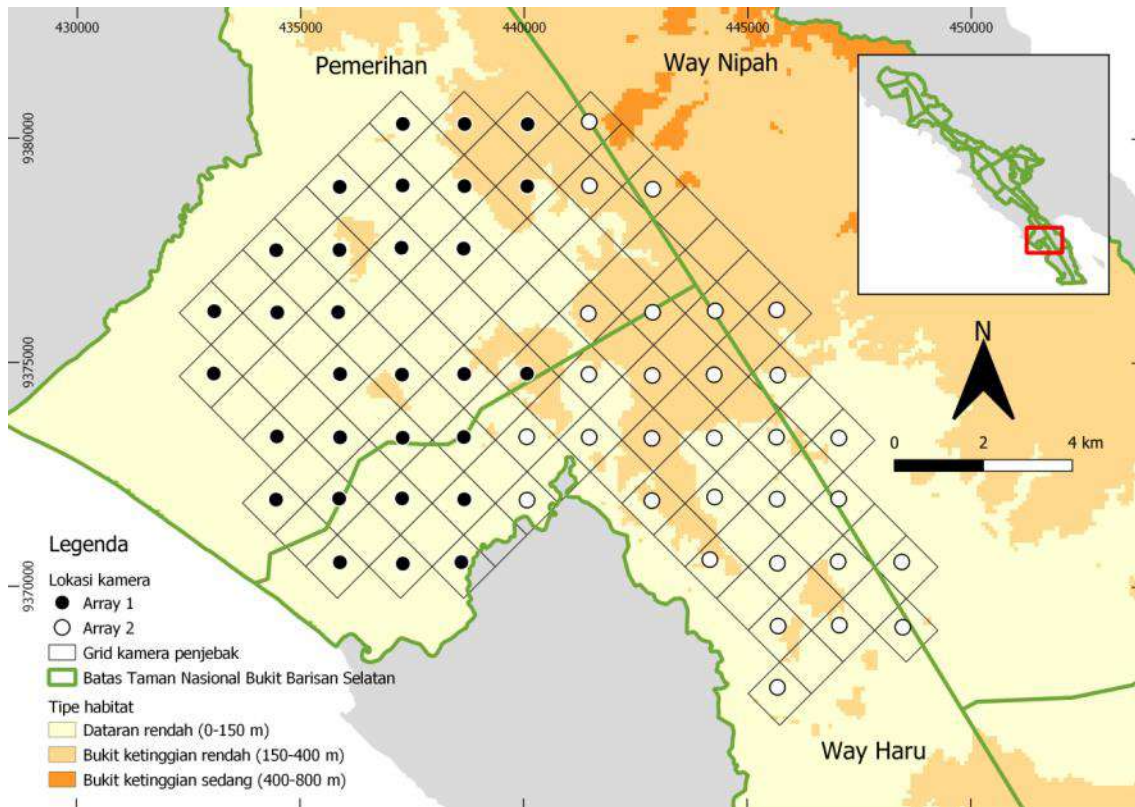 430000
435000
440000
445000
450000
Pemerihan
Way Nipah
9380000
9375000
9370000
N
0
2
4 km
Legenda
Lokasi kamera
Array 1
Array 2
Grid kamera penjebak
Batas Taman Nasional Bukit Barisan Selatan
Tipe habitat
Dataran rendah (0-150 m)
Bukit ketinggian rendah (150-400 m)
Bukit ketinggian sedang (400-800 m)
Way Haru